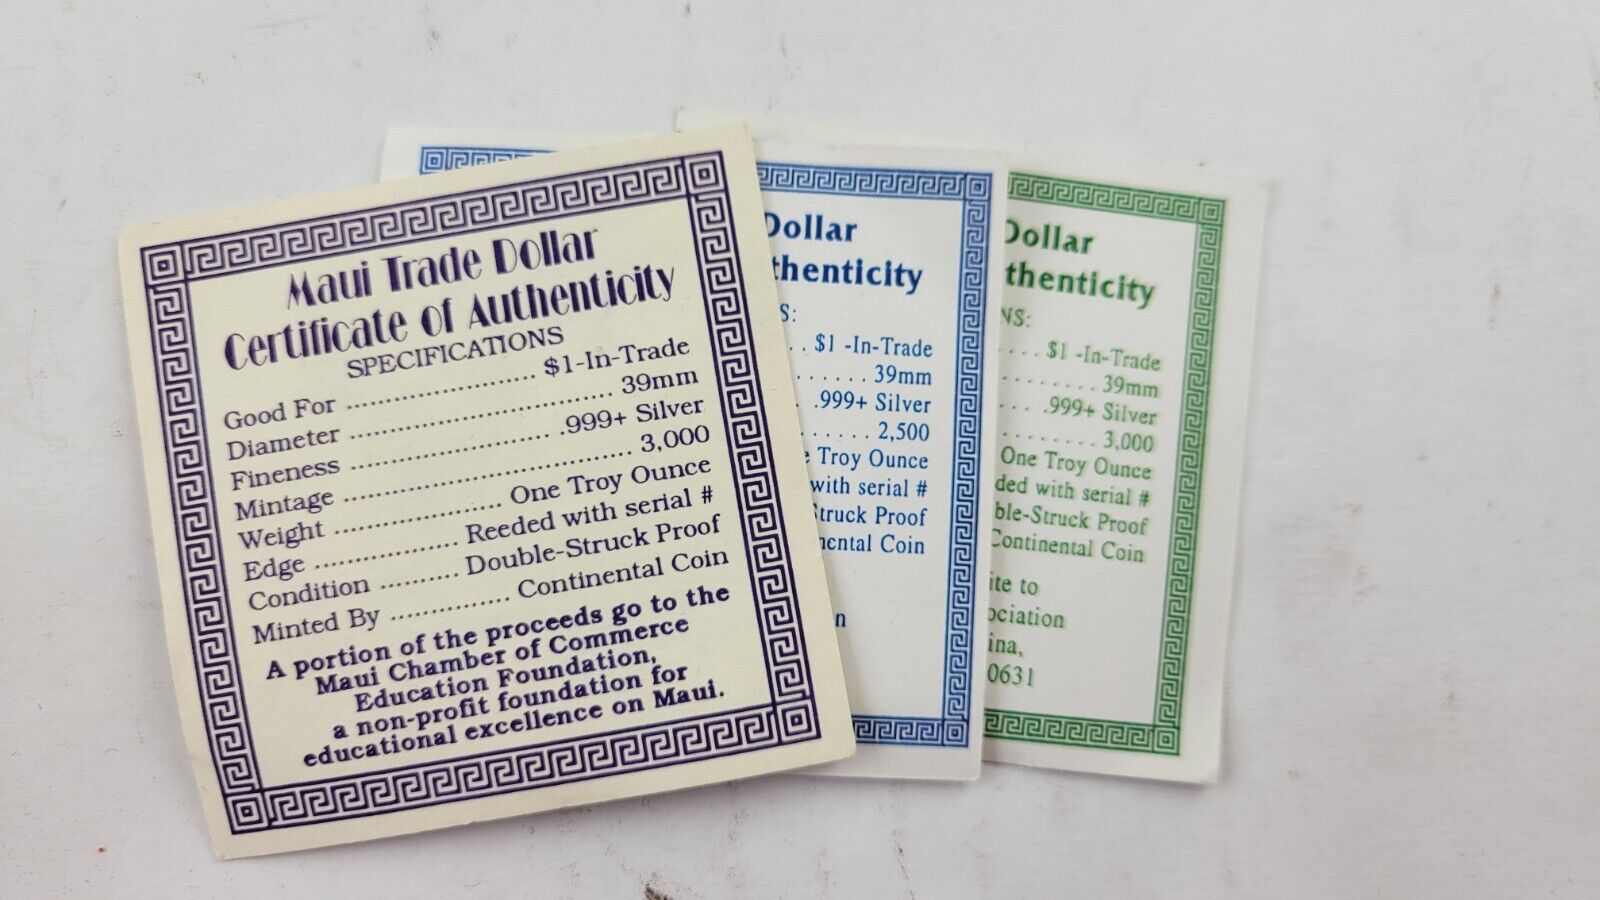 Maui Trade Dollar
Certificate of Authenticity
SPECIFICATIONS
Good For .................... $1-In-Trade
Diameter ............................ 39mm
Fineness ..................... .999+ Silver
Mintage .............................. 3,000
Weight ................. One Troy Ounce
Edge .............. Reeded with serial #
Condition .......... Double-Struck Proof
Minted By ............... Continental Coin
A portion of the proceeds go to the
Maui Chamber of Commerce
Education Foundation,
a non-profit foundation for
educational excellence on Maui.
Dollar
thenticity
S:
. . $1 -In-Trade
. . . . . . 39mm
. .999+ Silver
. . . . . . 2,500
Troy Ounce
with serial #
Struck Proof
Coin
n
Dollar
thenticity
NS:
. . . . $1 -In-Trade
. . . . . . . . 39mm
. . . .999+ Silver
. . . . . . . . 3,000
One Troy Ounce
ded with serial #
ble-Struck Proof
Continental Coin
ite to
ociation
ina,
0631